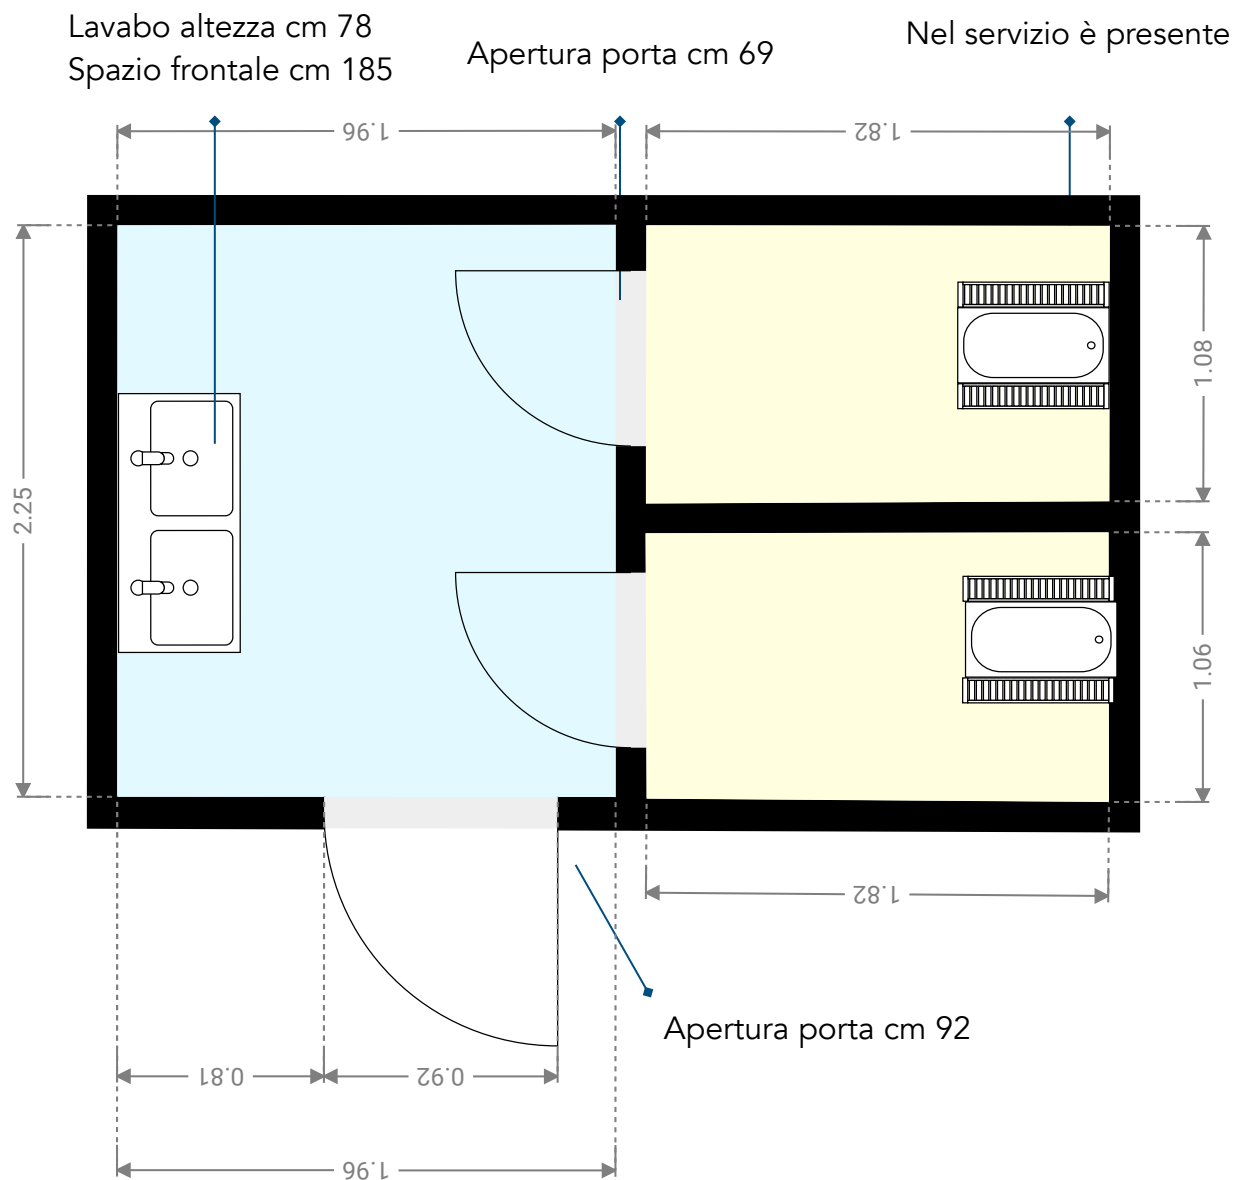 Lavabo altezza cm 78
Spazio frontale cm 185
Apertura porta cm 69
Nel servizio è presente
1.96
1.82
2.25
1.08
1.06
1.82
Apertura porta cm 92
0.81
0.92
1.96